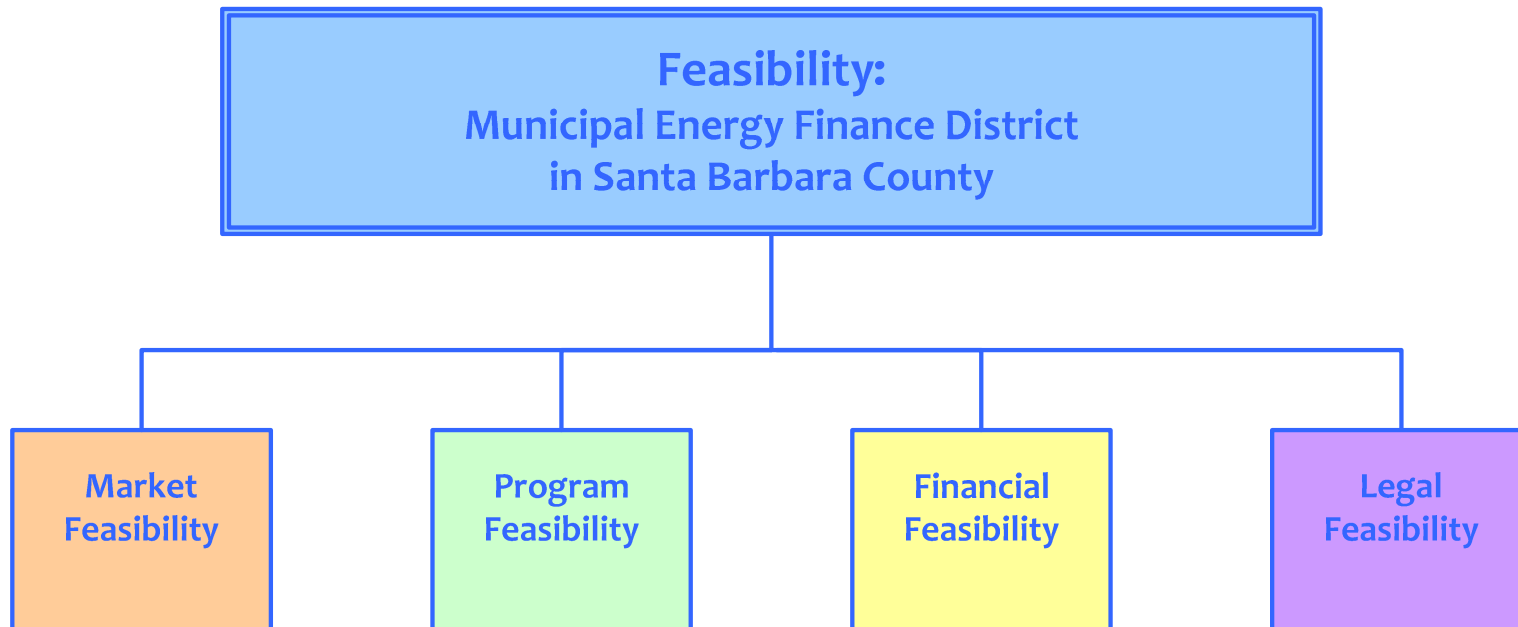 Feasibility:
Municipal Energy Finance District
in Santa Barbara County
Market
Feasibility
Program
Feasibility
Financial
Feasibility
Legal
Feasibility